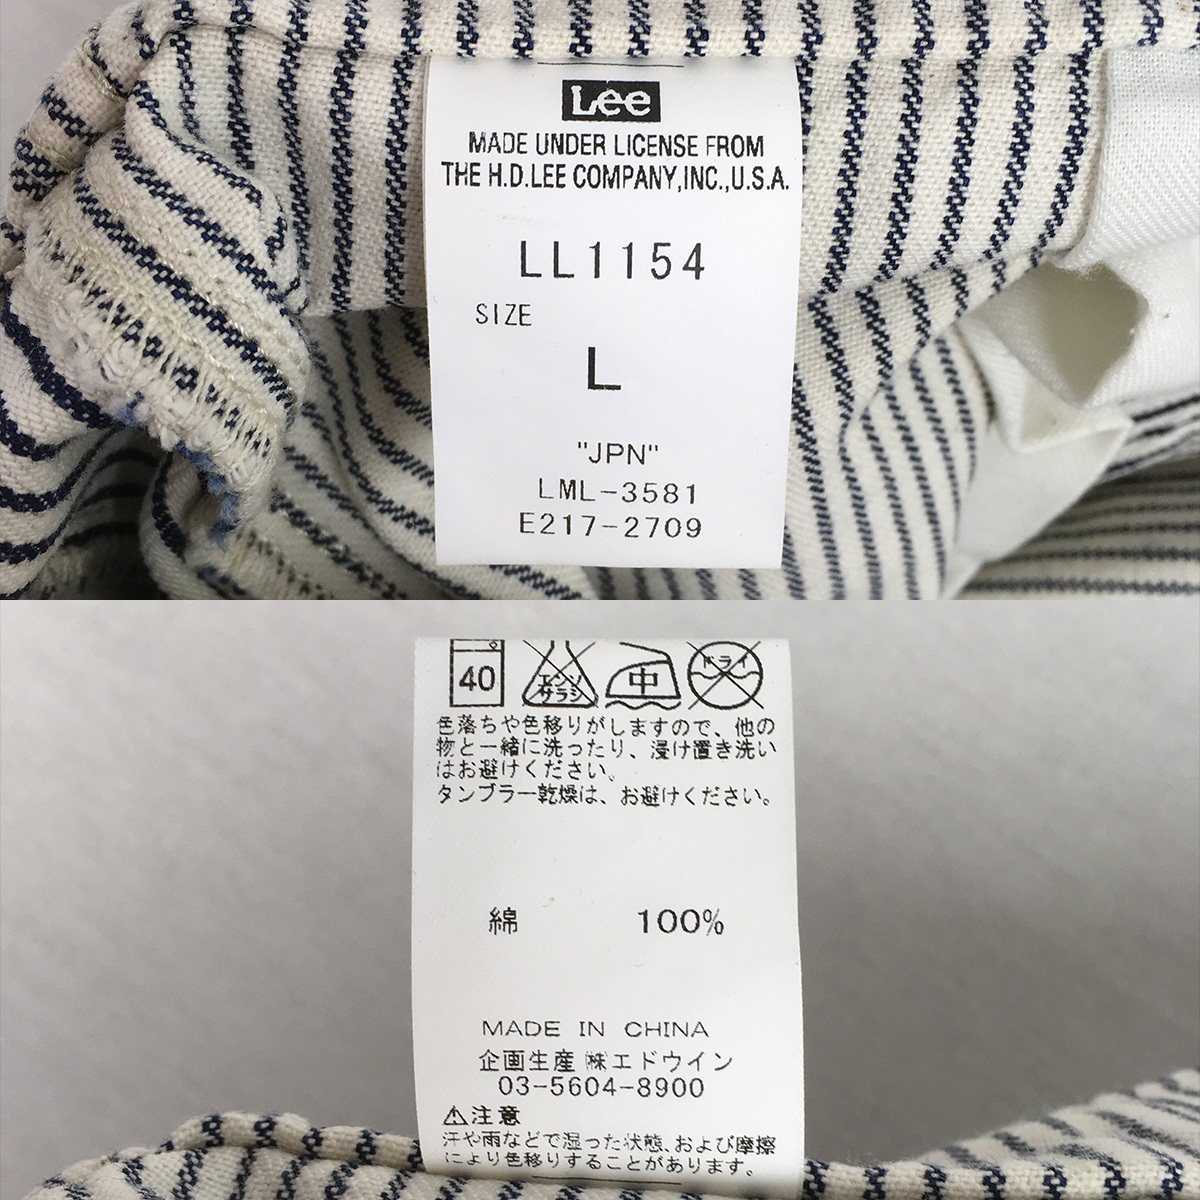 Lee
MADE UNDER LICENSE FROM
THE H.D.LEE COMPANY,INC.,U.S.A.
LL1154
SIZE
L
"JPN"
LML-3581
E217-2709
40 エンソサラシ 中 ドライ
色落ちや色移りがしますので、他の
物と一緒に洗ったり、浸け置き洗い
はお避けください。
タンブラー乾燥は、お避けください。
綿 100%
MADE IN CHINA
企画生産 ㈱エドウイン
03-5604-8900
⚠注意
汗や雨などで湿った状態、および摩擦
により色移りすることがあります。